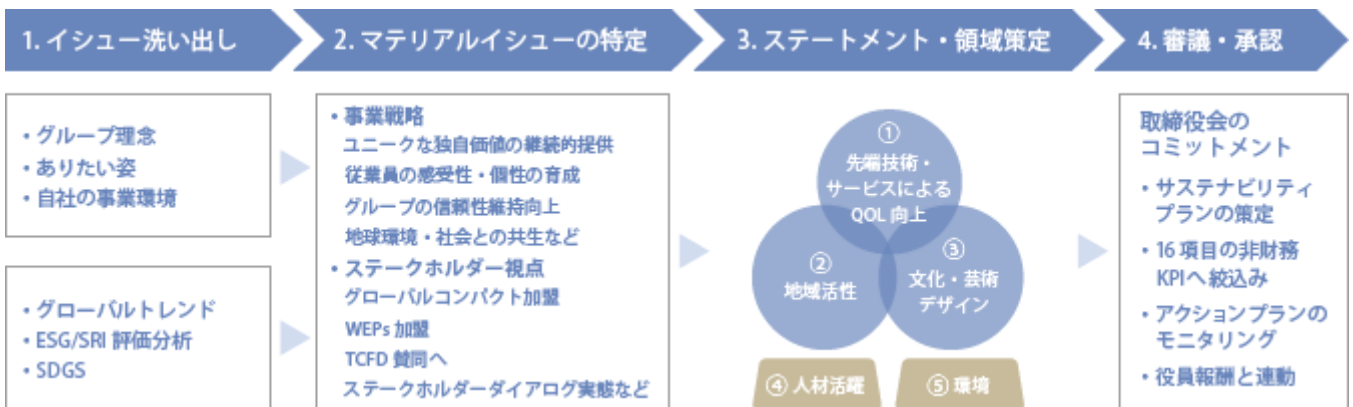 1. イシュー洗い出し
2. マテリアルイシューの特定
3. ステートメント・領域策定
4. 審議・承認
・グループ理念
・ありたい姿
・自社の事業環境
・グローバルトレンド
・ESG/SRI 評価分析
・SDGS
・事業戦略
ユニークな独自価値の継続的提供
従業員の感受性・個性の育成
グループの信頼性維持向上
地球環境・社会との共生など
・ステークホルダー視点
グローバルコンパクト加盟
WEPs 加盟
TCFD 賛同へ
ステークホルダーダイアログ実態など
①
先端技術・
サービスによる
QOL 向上
②
地域活性
③
文化・芸術
デザイン
④ 人材活躍
⑤ 環境
取締役会の
コミットメント
・サステナビリティ
プランの策定
・16 項目の非財務
KPIへ絞込み
・アクションプランの
モニタリング
・役員報酬と連動